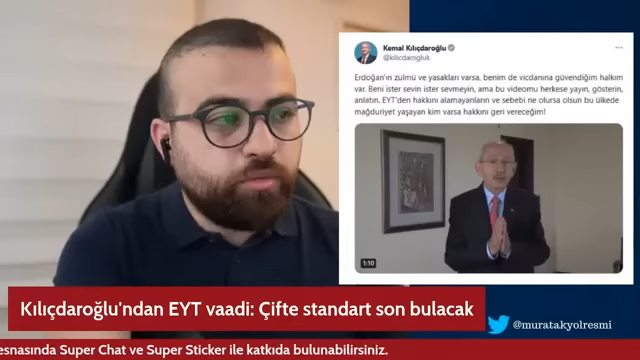 Kemal Kılıçdaroğlu
@kilicdarogluk
Erdoğan'ın zulmü ve yasakları varsa, benim de vicdanına güvendiğim halkım
var. Beni ister sevin ister sevmeyin, ama bu videomu herkese yayın, gösterin,
anlatın. EYT'den hakkını alamayanların ve sebebi ne olursa olsun bu ülkede
mağduriyet yaşayan kim varsa hakkını geri vereceğim!
1:10
Kılıçdaroğlu'ndan EYT vaadi: Çifte standart son bulacak
@muratakyolresmi
esnasında Super Chat ve Super Sticker ile katkıda bulunabilirsiniz.